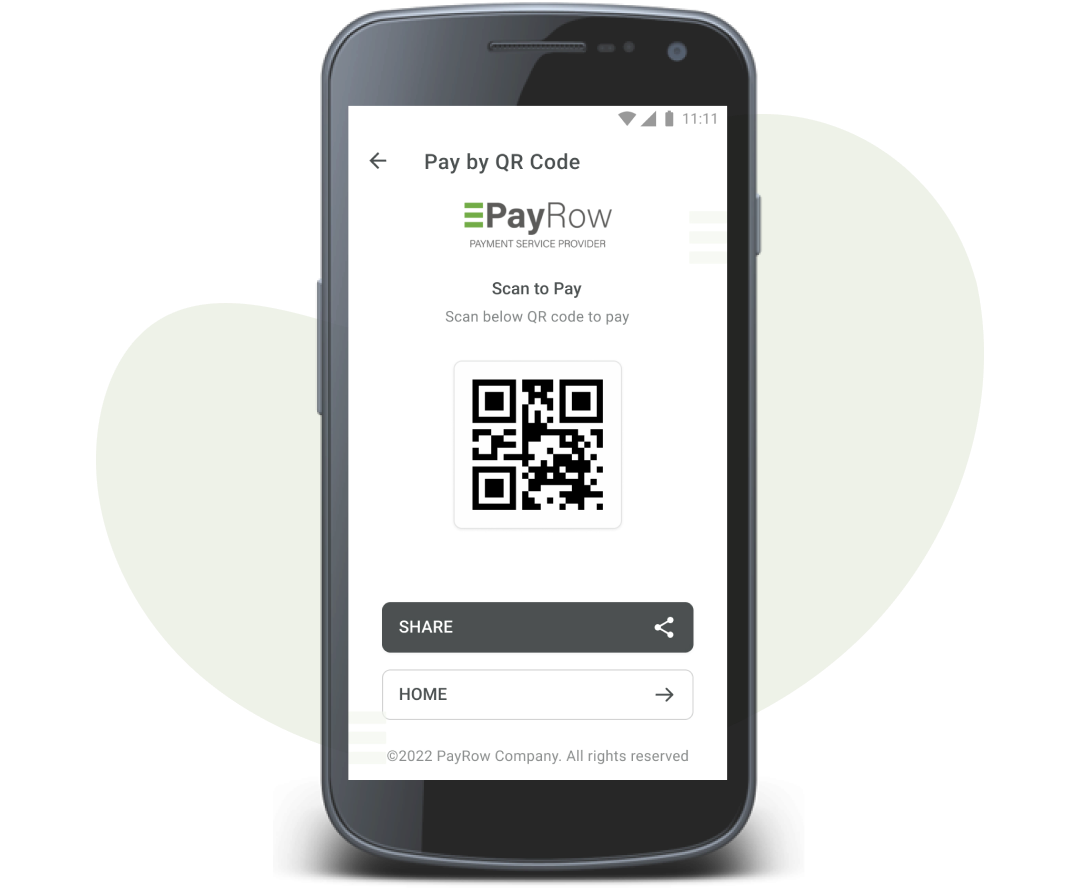 11:11
Pay by QR Code
PayRow
PAYMENT SERVICE PROVIDER
Scan to Pay
Scan below QR code to pay
SHARE
HOME
©2022 PayRow Company. All rights reserved